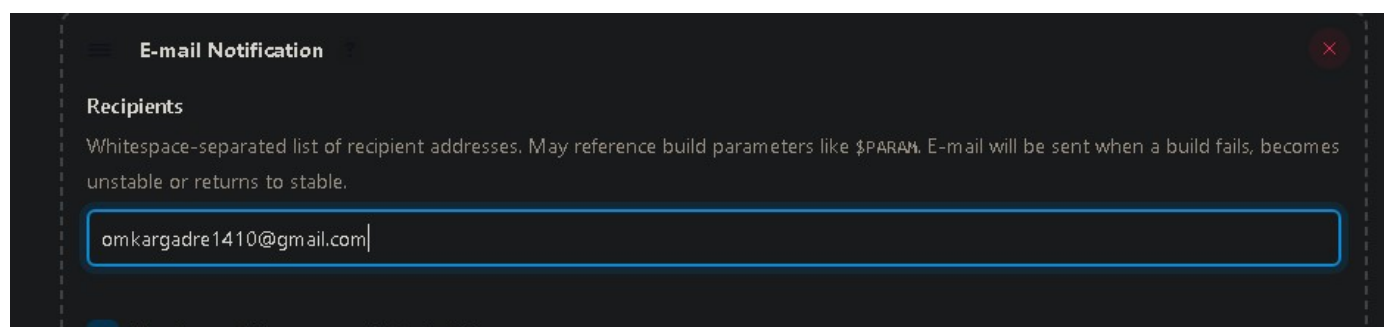 E-mail Notification ?
Recipients
Whitespace-separated list of recipient addresses. May reference build parameters like $PARAM. E-mail will be sent when a build fails, becomes
unstable or returns to stable.
omkargadre1410@gmail.com